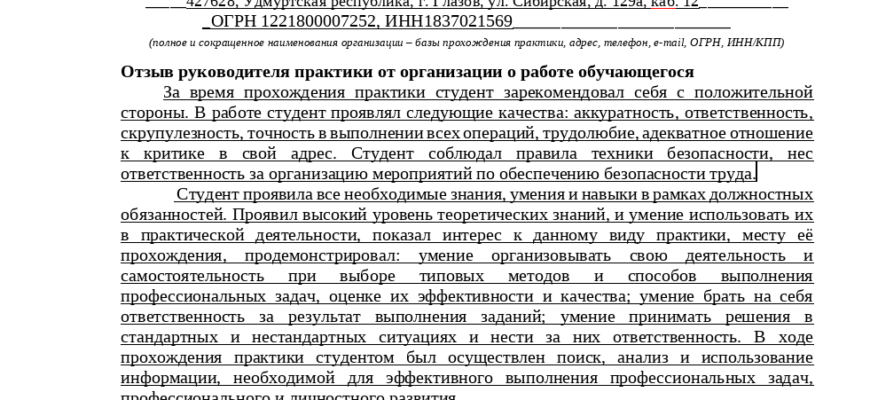 427628, Удмуртская республика, г. Глазов, ул. Сибирская, д. 129а, каб. 12
ОГРН 1221800007252, ИНН1837021569
(полное и сокращенное наименования организации – базы прохождения практики, адрес, телефон, e-mail, ОГРН, ИНН/КПП)
Отзыв руководителя практики от организации о работе обучающегося
За время прохождения практики студент зарекомендовал себя с положительной
стороны. В работе студент проявлял следующие качества: аккуратность, ответственность,
скрупулезность, точность в выполнении всех операций, трудолюбие, адекватное отношение
к критике в свой адрес. Студент соблюдал правила техники безопасности, нес
ответственность за организацию мероприятий по обеспечению безопасности труда.
Студент проявила все необходимые знания, умения и навыки в рамках должностных
обязанностей. Проявил высокий уровень теоретических знаний, и умение использовать их
в практической деятельности, показал интерес к данному виду практики, месту её
прохождения, продемонстрировал: умение организовывать свою деятельность и
самостоятельность при выборе типовых методов и способов выполнения
профессиональных задач, оценке их эффективности и качества; умение брать на себя
ответственность за результат выполнения заданий; умение принимать решения в
стандартных и нестандартных ситуациях и нести за них ответственность. В ходе
прохождения практики студентом был осуществлен поиск, анализ и использование
информации, необходимой для эффективного выполнения профессиональных задач,
профессионального и личностного развития.